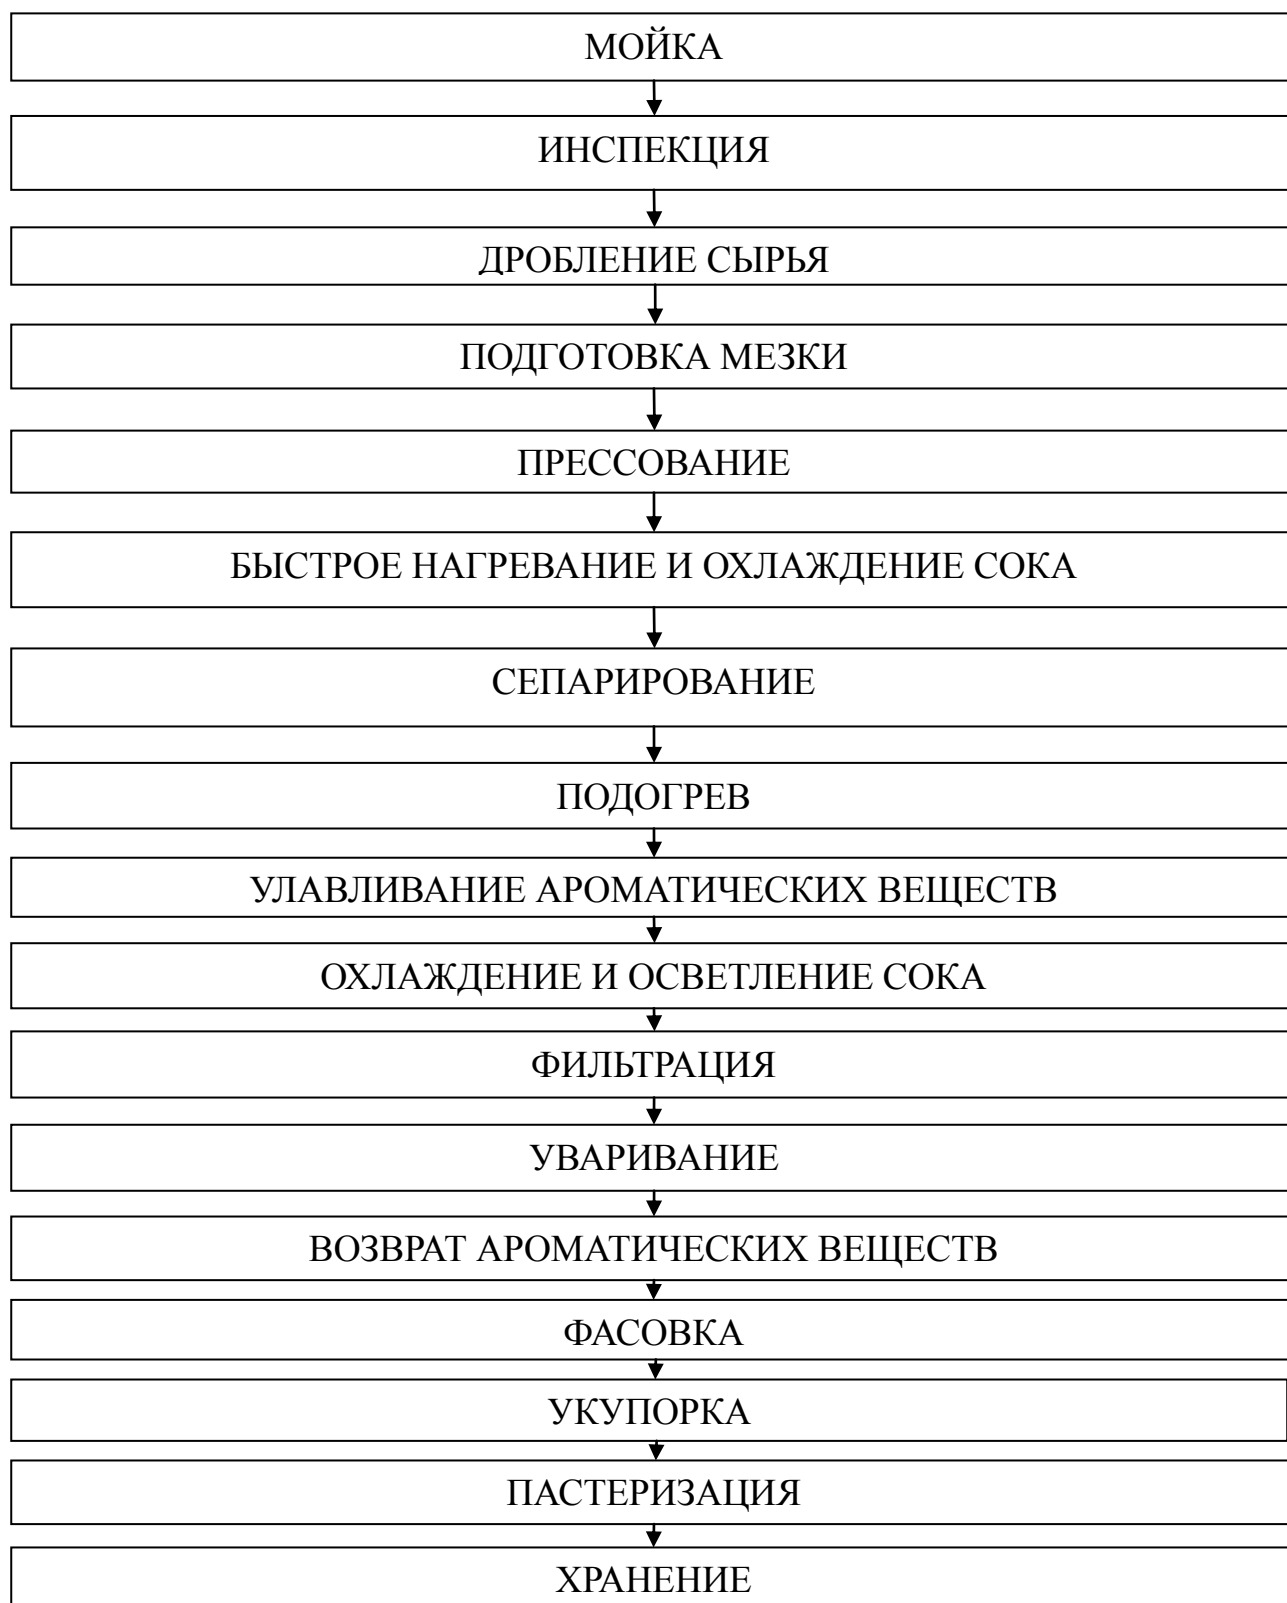 МОЙКА
ИНСПЕКЦИЯ
ДРОБЛЕНИЕ СЫРЬЯ
ПОДГОТОВКА МЕЗКИ
ПРЕССОВАНИЕ
БЫСТРОЕ НАГРЕВАНИЕ И ОХЛАЖДЕНИЕ СОКА
СЕПАРИРОВАНИЕ
ПОДОГРЕВ
УЛАВЛИВАНИЕ АРОМАТИЧЕСКИХ ВЕЩЕСТВ
ОХЛАЖДЕНИЕ И ОСВЕТЛЕНИЕ СОКА
ФИЛЬТРАЦИЯ
УВАРИВАНИЕ
ВОЗВРАТ АРОМАТИЧЕСКИХ ВЕЩЕСТВ
ФАСОВКА
УКУПОРКА
ПАСТЕРИЗАЦИЯ
ХРАНЕНИЕ